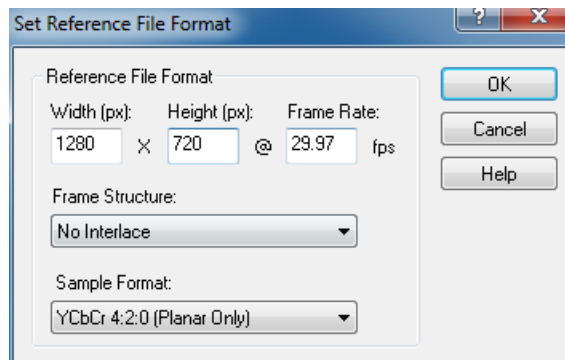 Set Reference File Format
?
X
Reference File Format
OK
Width (px): Height (px): Frame Rate:
1280 X 720 @ 29.97 fps
Cancel
Help
Frame Structure:
No Interlace
Sample Format:
YCbCr 4:2:0 (Planar Only)